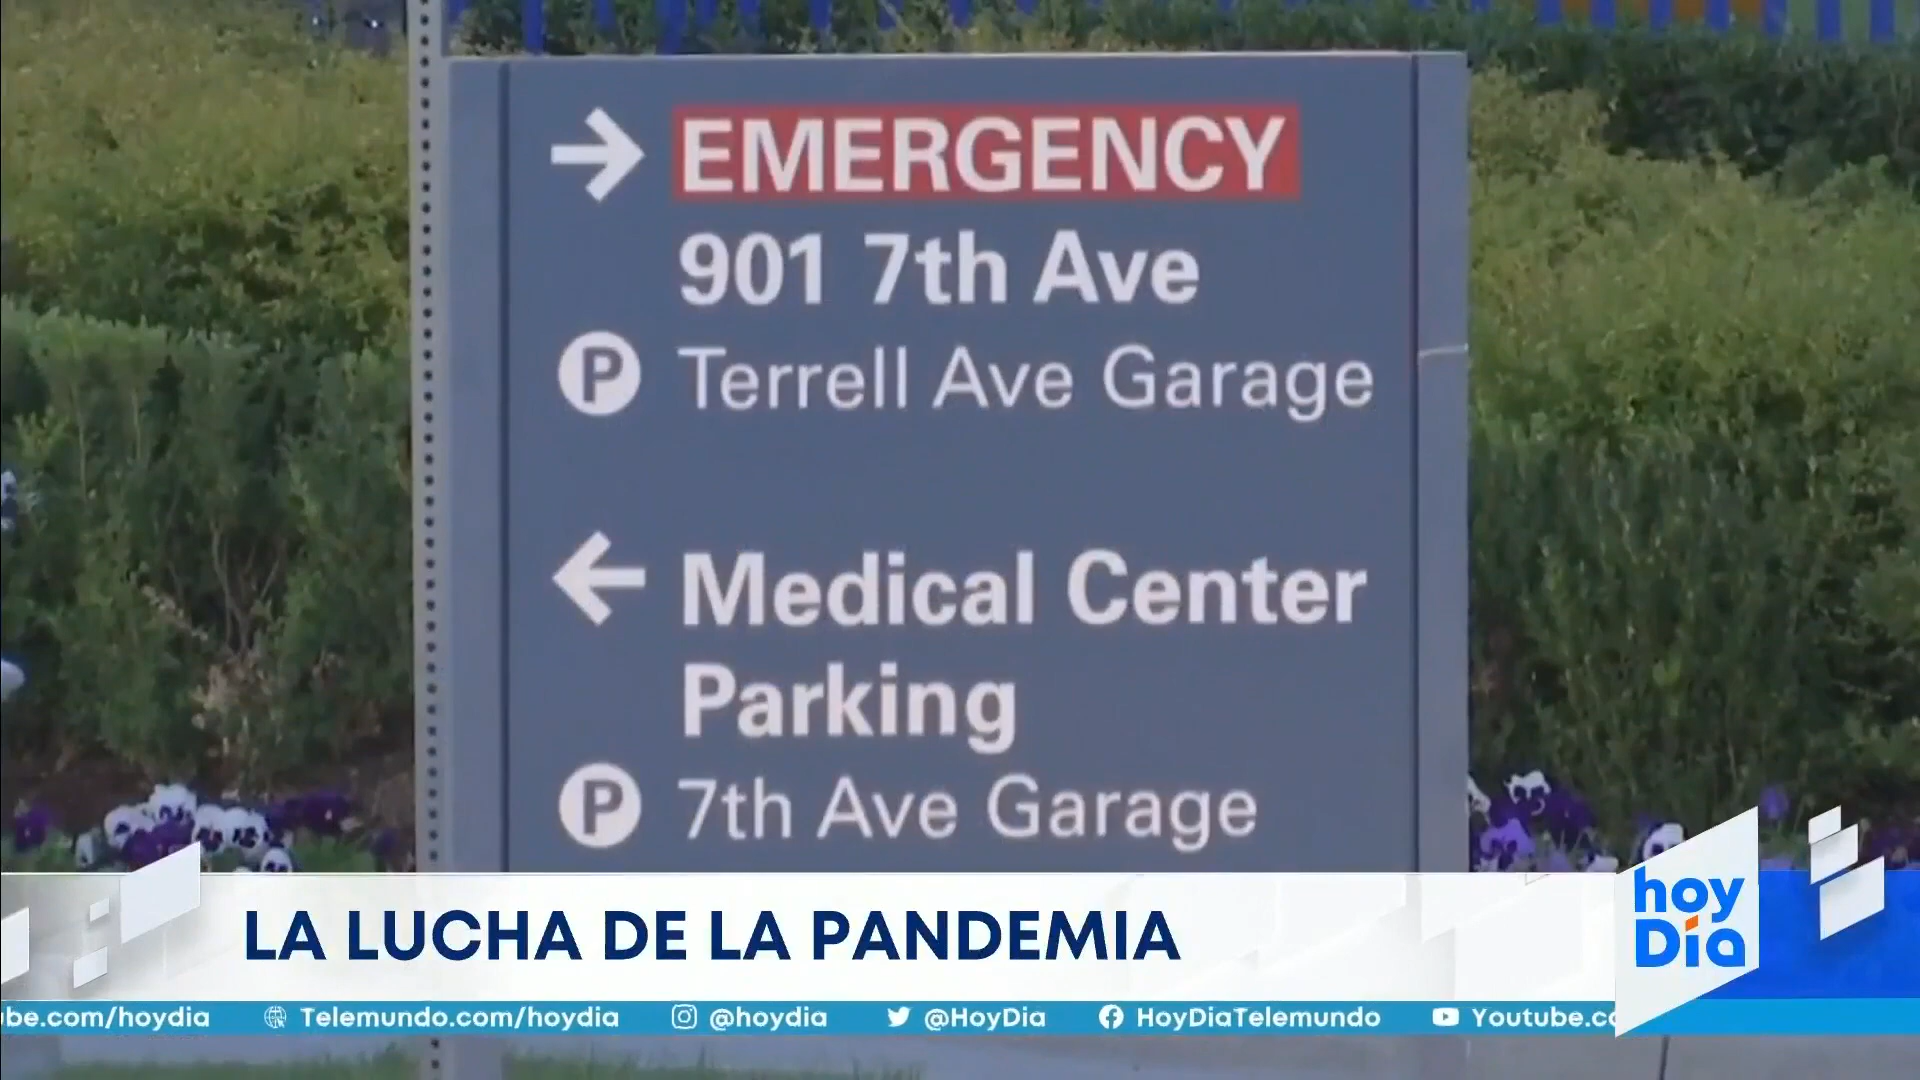 EMERGENCY
901 7th Ave
P Terrell Ave Garage
Medical Center
Parking
P 7th Ave Garage
LA LUCHA DE LA PANDEMIA
hoy
Día
be.com/hoydia Telemundo.com/hoydia @hoydia @HoyDia HoyDiaTelemundo Youtube.c